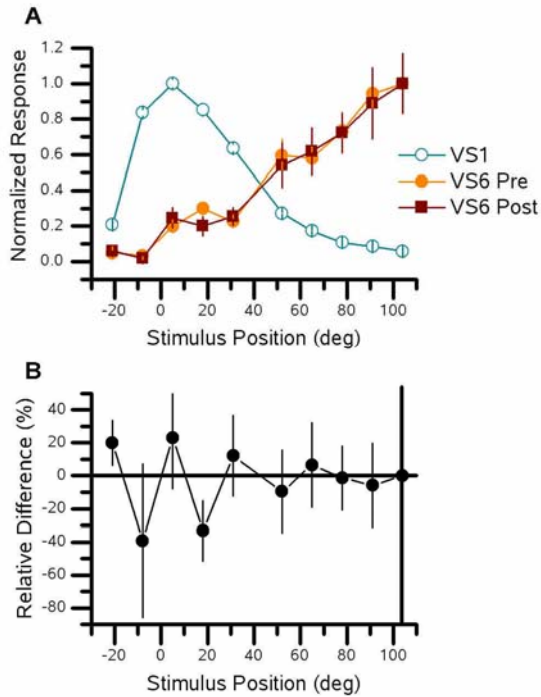 A
1.2
1.0
0.8
0.6
0.4
0.2
0.0
Normalized Response
VS1
VS6 Pre
VS6 Post
-20 0 20 40 60 80 100
Stimulus Position (deg)
B
40
20
0
-20
-40
-60
-80
Relative Difference (%)
-20 0 20 40 60 80 100
Stimulus Position (deg)